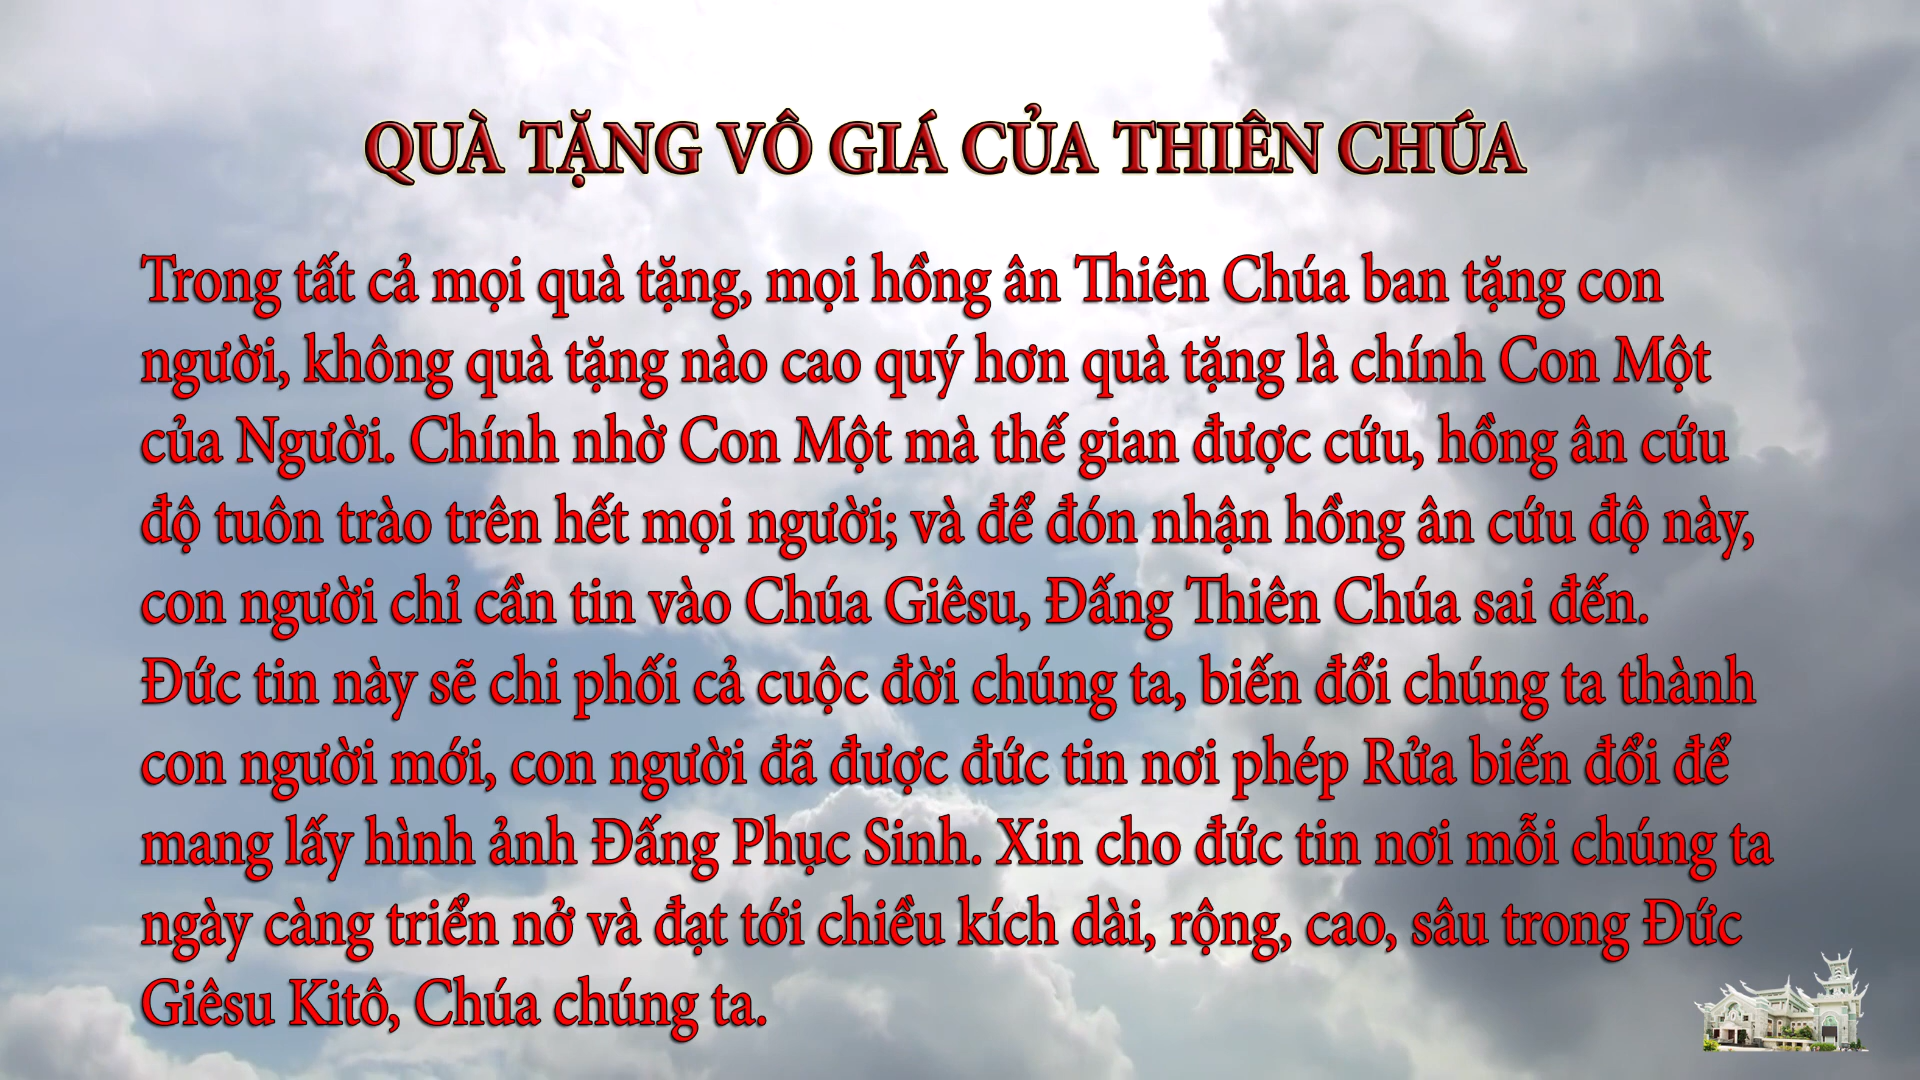 QUÀ TẶNG VÔ GIÁ CỦA THIÊN CHÚA
Trong tất cả mọi quà tặng, mọi hồng ân Thiên Chúa ban tặng con
người, không quà tặng nào cao quý hơn quà tặng là chính Con Một
của Người. Chính nhờ Con Một mà thế gian được cứu, hồng ân cứu
độ tuôn trào trên hết mọi người; và để đón nhận hồng ân cứu độ này,
con người chỉ cần tin vào Chúa Giêsu, Đấng Thiên Chúa sai đến.
Đức tin này sẽ chi phối cả cuộc đời chúng ta, biến đổi chúng ta thành
con người mới, con người đã được đức tin nơi phép Rửa biến đổi để
mang lấy hình ảnh Đấng Phục Sinh. Xin cho đức tin nơi mỗi chúng ta
ngày càng triển nở và đạt tới chiều kích dài, rộng, cao, sâu trong Đức
Giêsu Kitô, Chúa chúng ta.